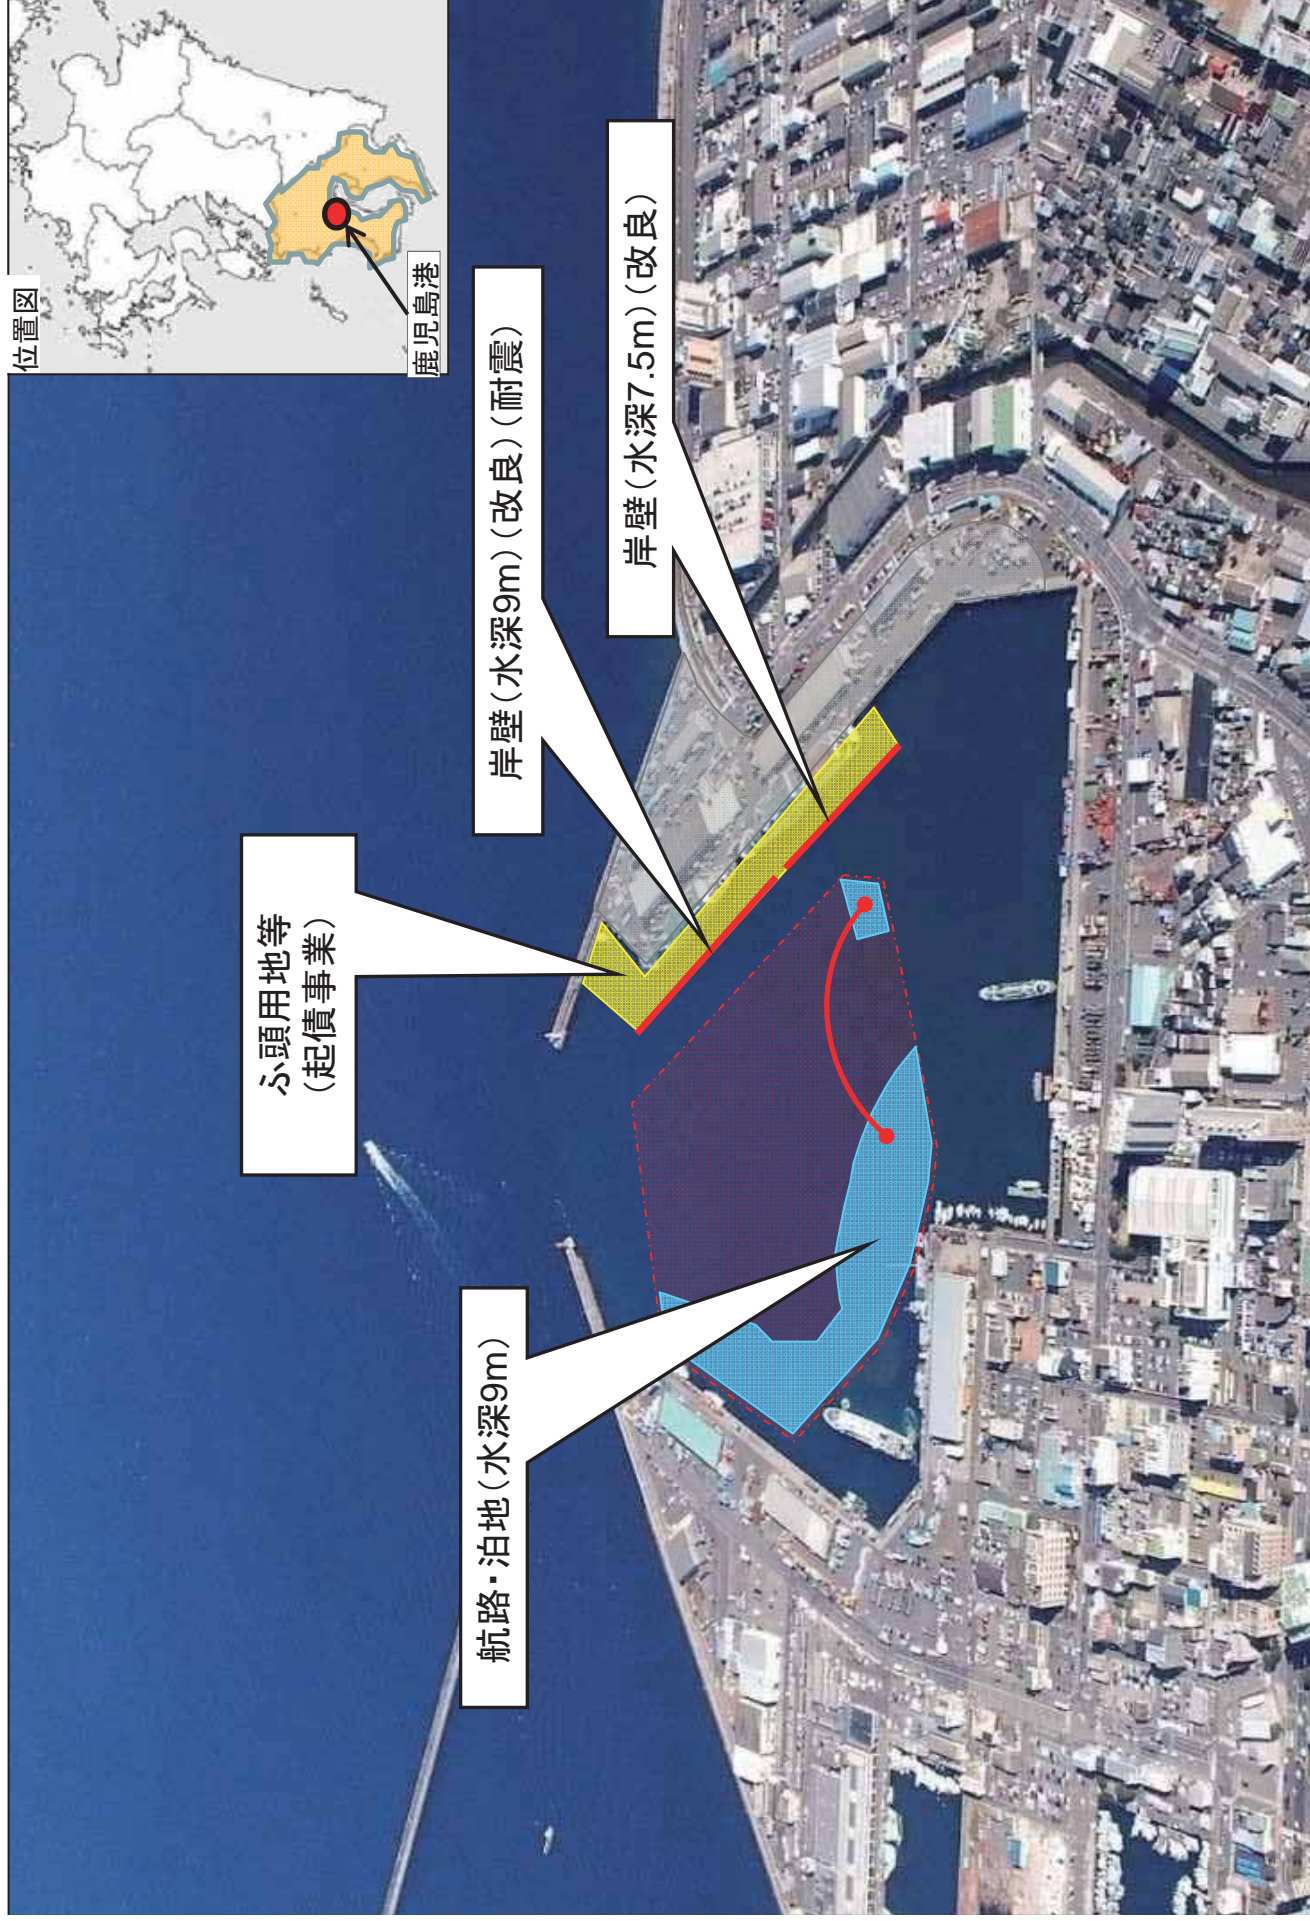 位置図
鹿児島港
ふ頭用地等
(起債事業)
岸壁(水深9m)(改良)(耐震)
岸壁(水深7.5m)(改良)
航路・泊地(水深9m)